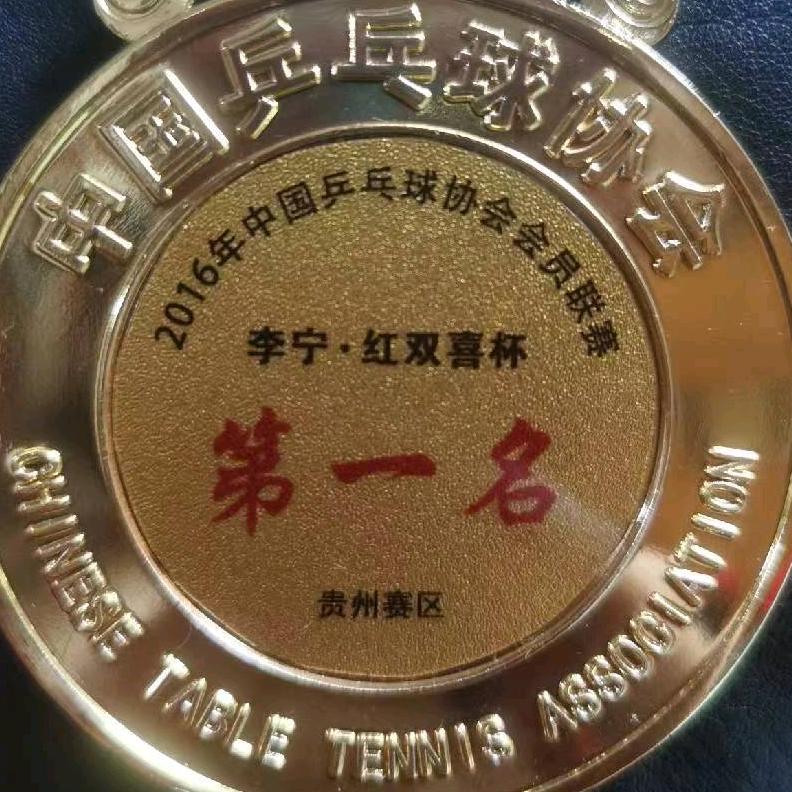 中国乒乓球协会
2016年中国乒乓球协会会员联赛
李宁·红双喜杯
第一名
贵州赛区
CHINESE TABLE TENNIS ASSOCIATION